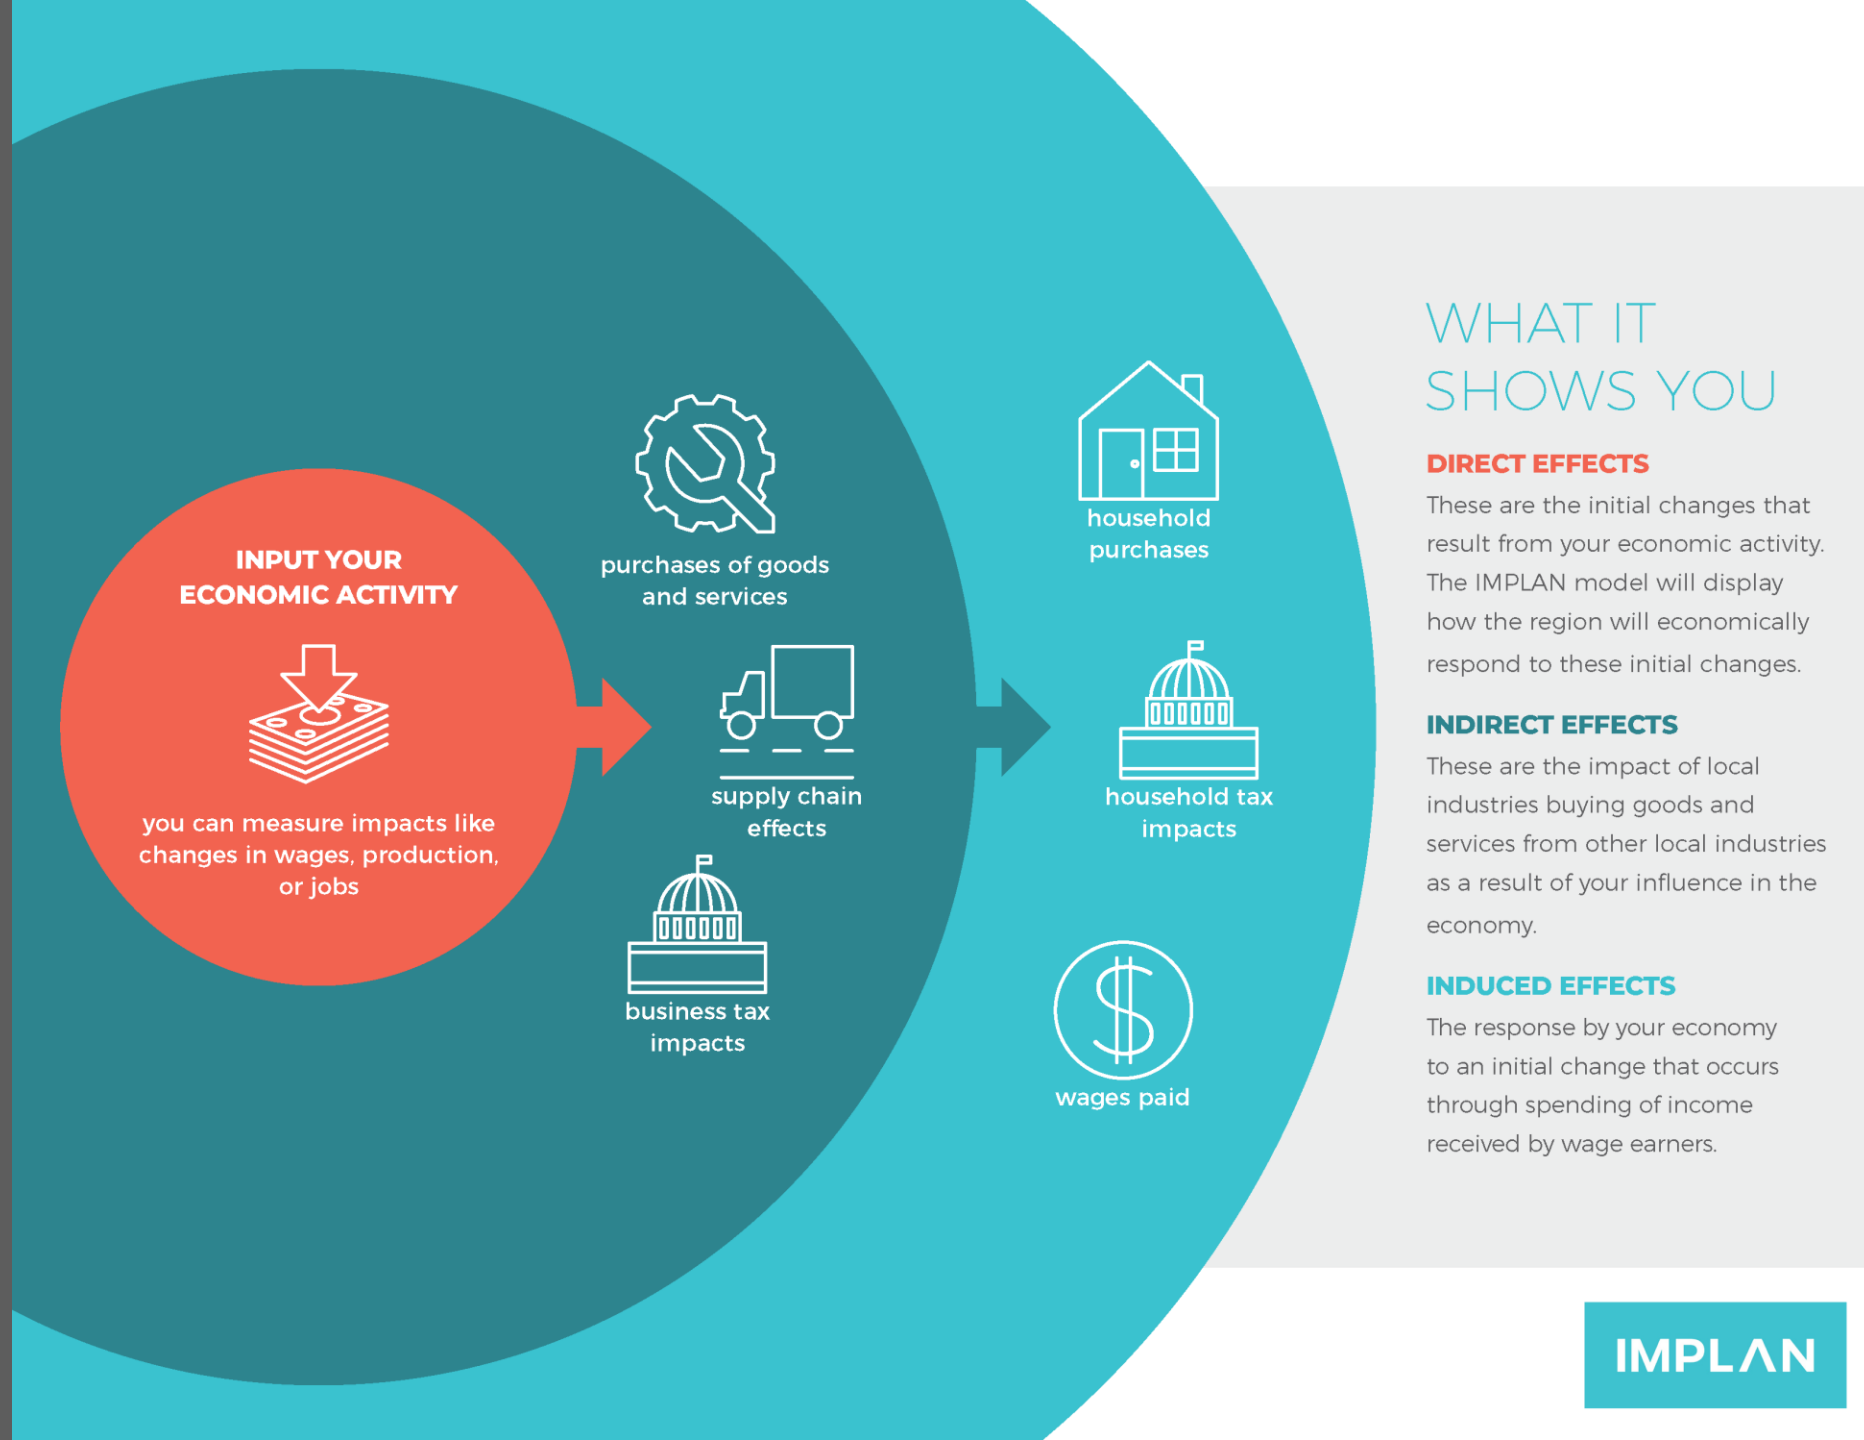 INPUT YOUR
ECONOMIC ACTIVITY
you can measure impacts like
changes in wages, production,
or jobs
purchases of goods
and services
supply chain
effects
business tax
impacts
household
purchases
household tax
impacts
wages paid
WHAT IT
SHOWS YOU
DIRECT EFFECTS
These are the initial changes that
result from your economic activity.
The IMPLAN model will display
how the region will economically
respond to these initial changes.
INDIRECT EFFECTS
These are the impact of local
industries buying goods and
services from other local industries
as a result of your influence in the
economy.
INDUCED EFFECTS
The response by your economy
to an initial change that occurs
through spending of income
received by wage earners.
IMPLAN